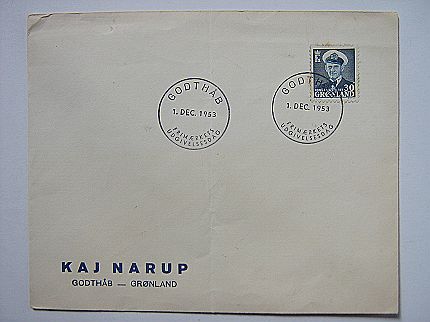 GODTHÅB
1. DEC. 1953
FRIMÆRKETS
UDGIVELSESDAG
GODTHÅB
1. DEC. 1953
FRIMÆRKETS
UDGIVELSESDAG
30
GRØNLAND
KAJ NARUP
GODTHÅB — GRØNLAND